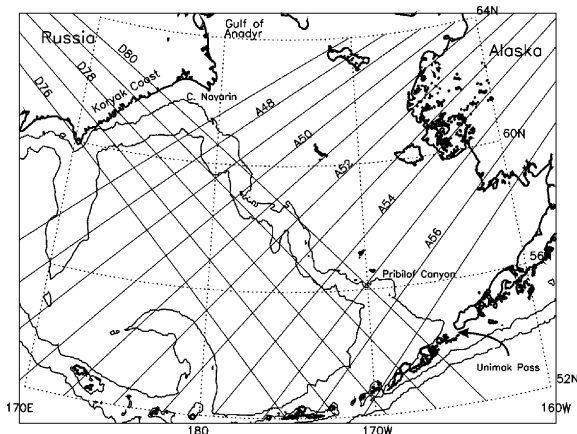 64N
Gulf of
Anadyr
Russia
Alaska
D80
D78
D76
Koryak Coast
C. Navarin
A48
A50
60N
A52
A54
A56
56N
Pribilof Canyon
Unimak Pass
52N
170E
180
170W
160W